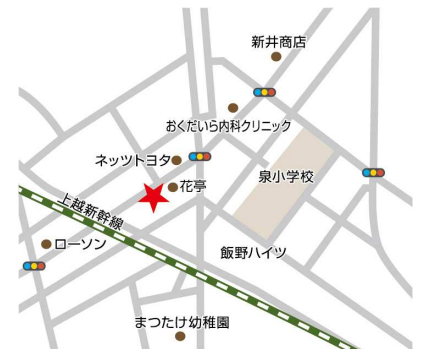 新井商店
おくだいら内科クリニック
ネッツトヨタ
花亭
泉小学校
上越新幹線
ローソン
飯野ハイツ
まつたけ幼稚園